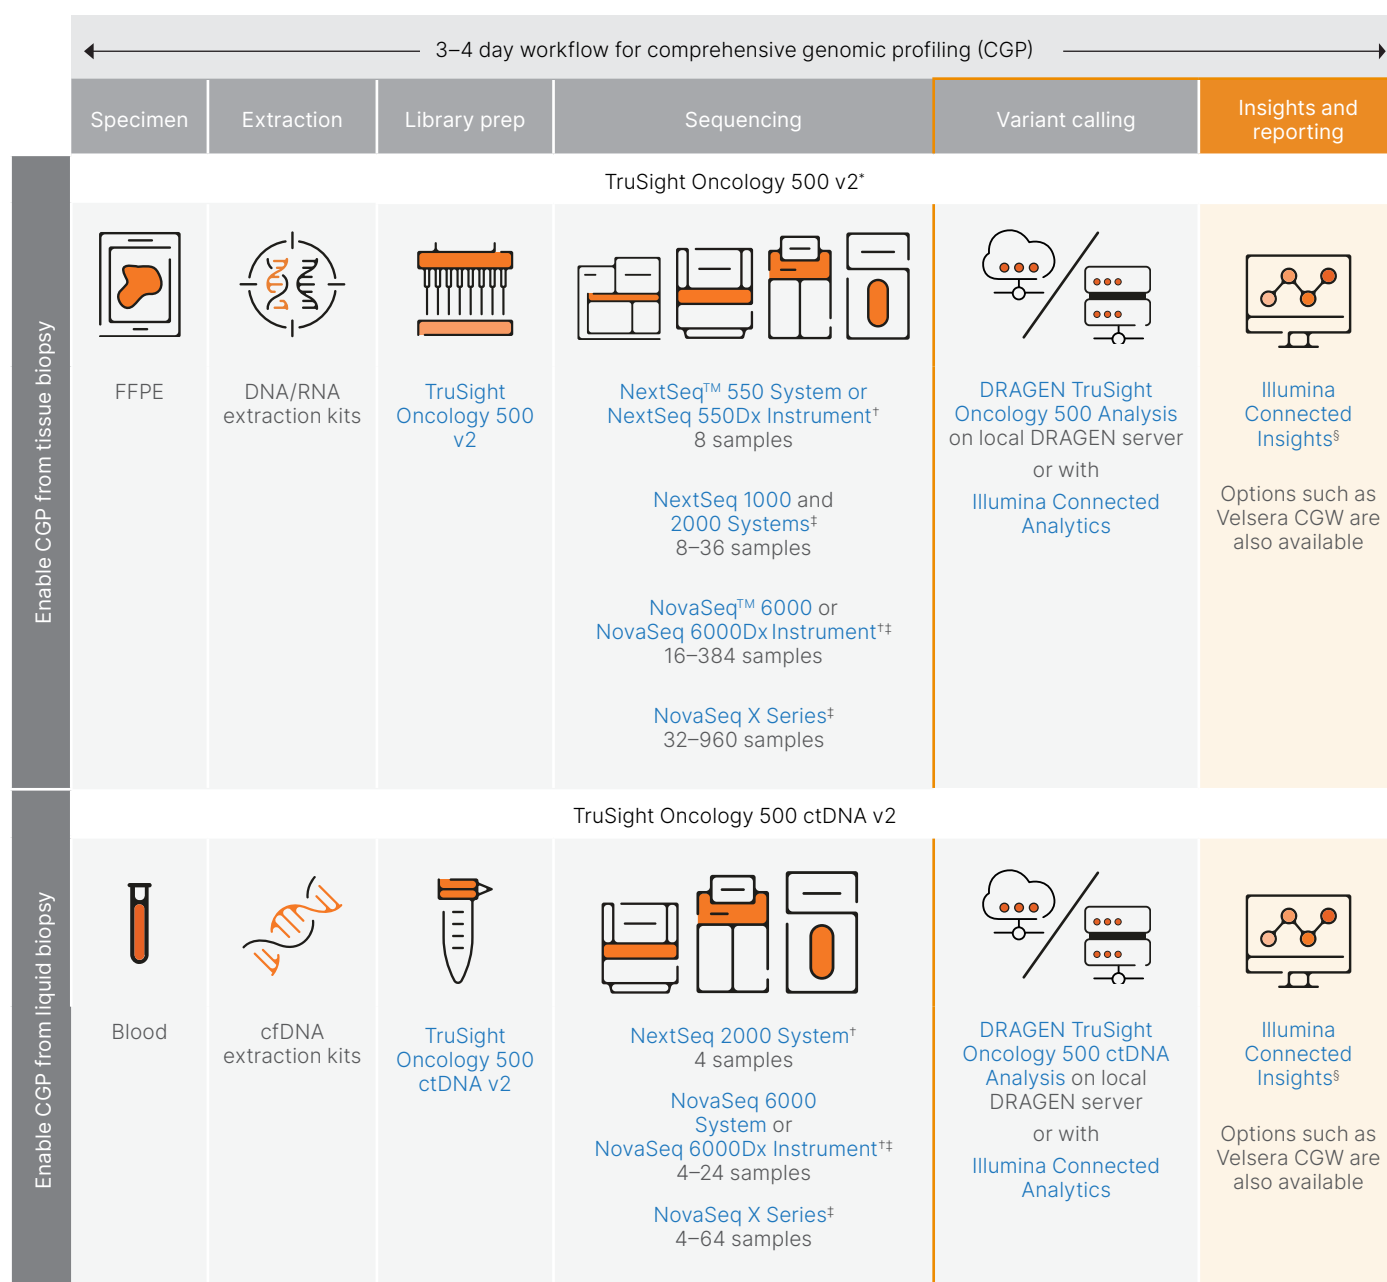 3–4 day workflow for comprehensive genomic profiling (CGP)
Specimen
Extraction
Library prep
Sequencing
Variant calling
Insights and
reporting
Enable CGP from tissue biopsy
TruSight Oncology 500 v2*
FFPE
DNA/RNA
extraction kits
TruSight
Oncology 500
v2
NextSeq™ 550 System or
NextSeq 550Dx Instrument†
8 samples
NextSeq 1000 and
2000 Systems‡
8–36 samples
NovaSeq™ 6000 or
NovaSeq 6000Dx Instrument†‡
16–384 samples
NovaSeq X Series‡
32–960 samples
DRAGEN TruSight
Oncology 500 Analysis
on local DRAGEN server
or with
Illumina Connected
Analytics
Illumina
Connected
Insights§
Options such as
Velsera CGW are
also available
Enable CGP from liquid biopsy
TruSight Oncology 500 ctDNA v2
Blood
cfDNA
extraction kits
TruSight
Oncology 500
ctDNA v2
NextSeq 2000 System†
4 samples
NovaSeq 6000
System or
NovaSeq 6000Dx Instrument†‡
4–24 samples
NovaSeq X Series‡
4–64 samples
DRAGEN TruSight
Oncology 500 ctDNA
Analysis on local
DRAGEN server
or with
Illumina Connected
Analytics
Illumina
Connected
Insights§
Options such as
Velsera CGW are
also available